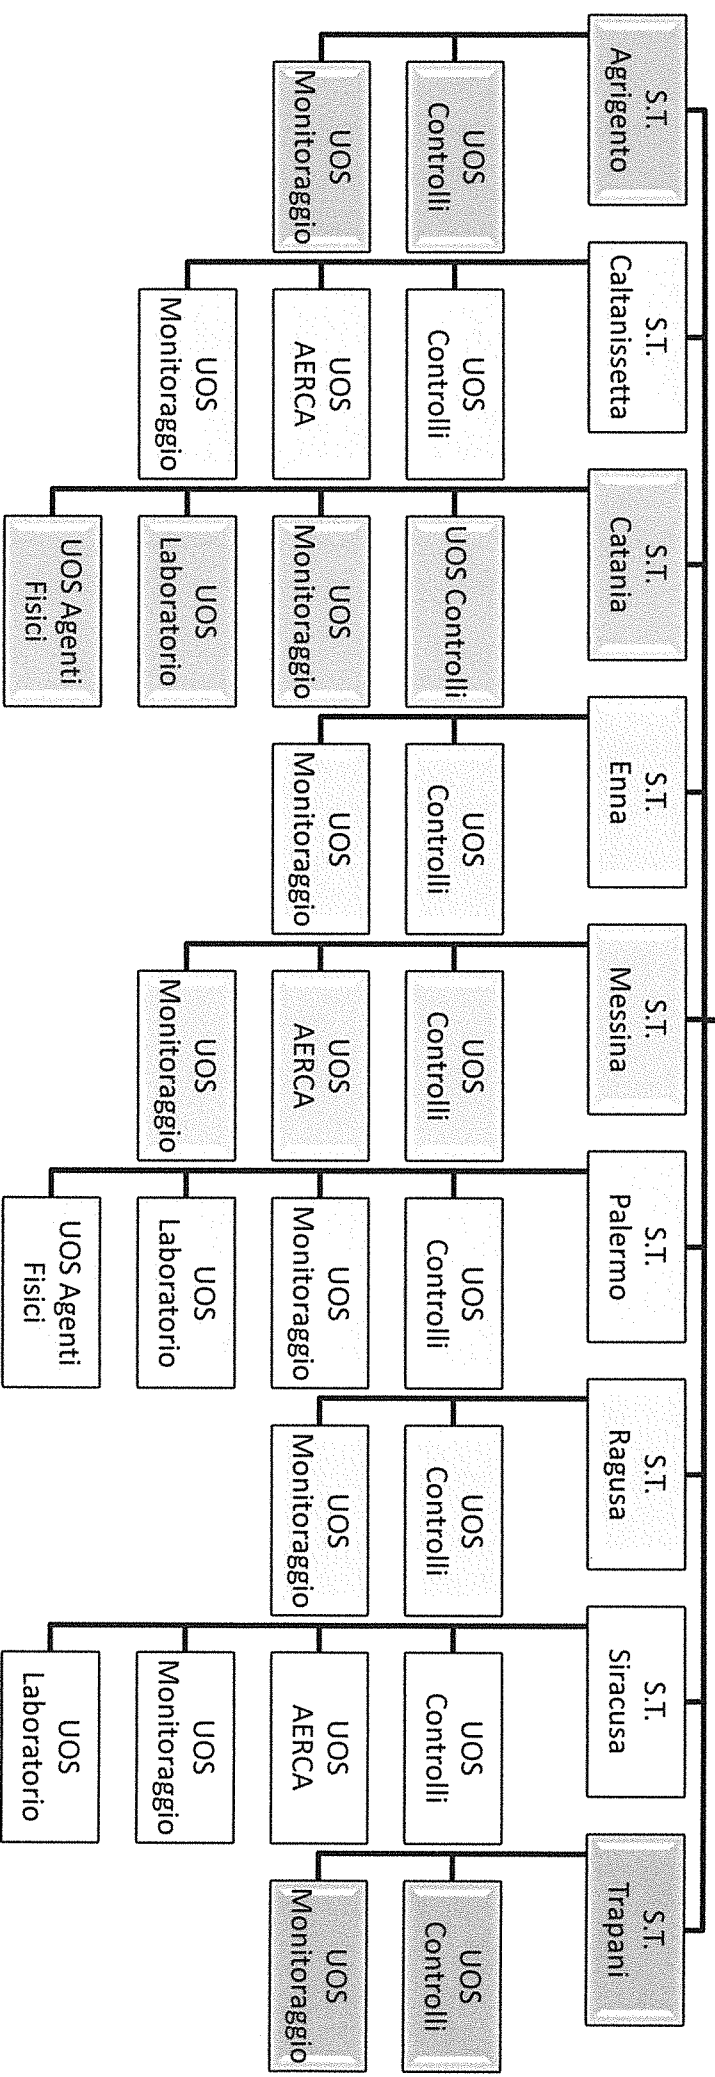 S.T.
Agrigento
UOS
Controlli
UOS
Monitoraggio
S.T.
Caltanissetta
UOS
Controlli
UOS
AERCA
UOS
Monitoraggio
S.T.
Catania
UOS Controlli
UOS
Monitoraggio
UOS
Laboratorio
UOS Agenti
Fisici
S.T.
Enna
UOS
Controlli
UOS
Monitoraggio
S.T.
Messina
UOS
Controlli
UOS
AERCA
UOS
Monitoraggio
S.T.
Palermo
UOS
Controlli
UOS
Monitoraggio
UOS
Laboratorio
UOS Agenti
Fisici
S.T.
Ragusa
UOS
Controlli
UOS
Monitoraggio
S.T.
Siracusa
UOS
Controlli
UOS
AERCA
UOS
Monitoraggio
UOS
Laboratorio
S.T.
Trapani
UOS
Controlli
UOS
Monitoraggio